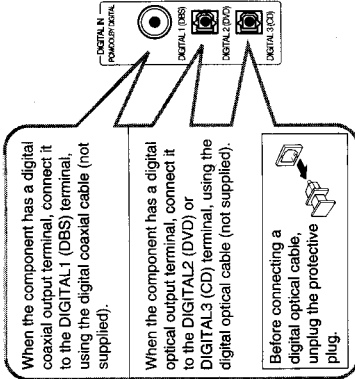 When the component has a digital
coaxial output terminal, connect it
to the DIGITAL1 (DBS) terminal,
using the digital coaxial cable (not
supplied).
When the component has a digital
optical output terminal, connect it
to the DIGITAL2 (DVD) or
DIGITAL3 (CD) terminal, using the
digital optical cable (not supplied).
Before connecting a
digital optical cable,
unplug the protective
plug.
DIGITAL IN
PCM/DOLBY DIGITAL
DIGITAL 1 (DBS)
DIGITAL 2 (DVD)
DIGITAL 3 (CD)